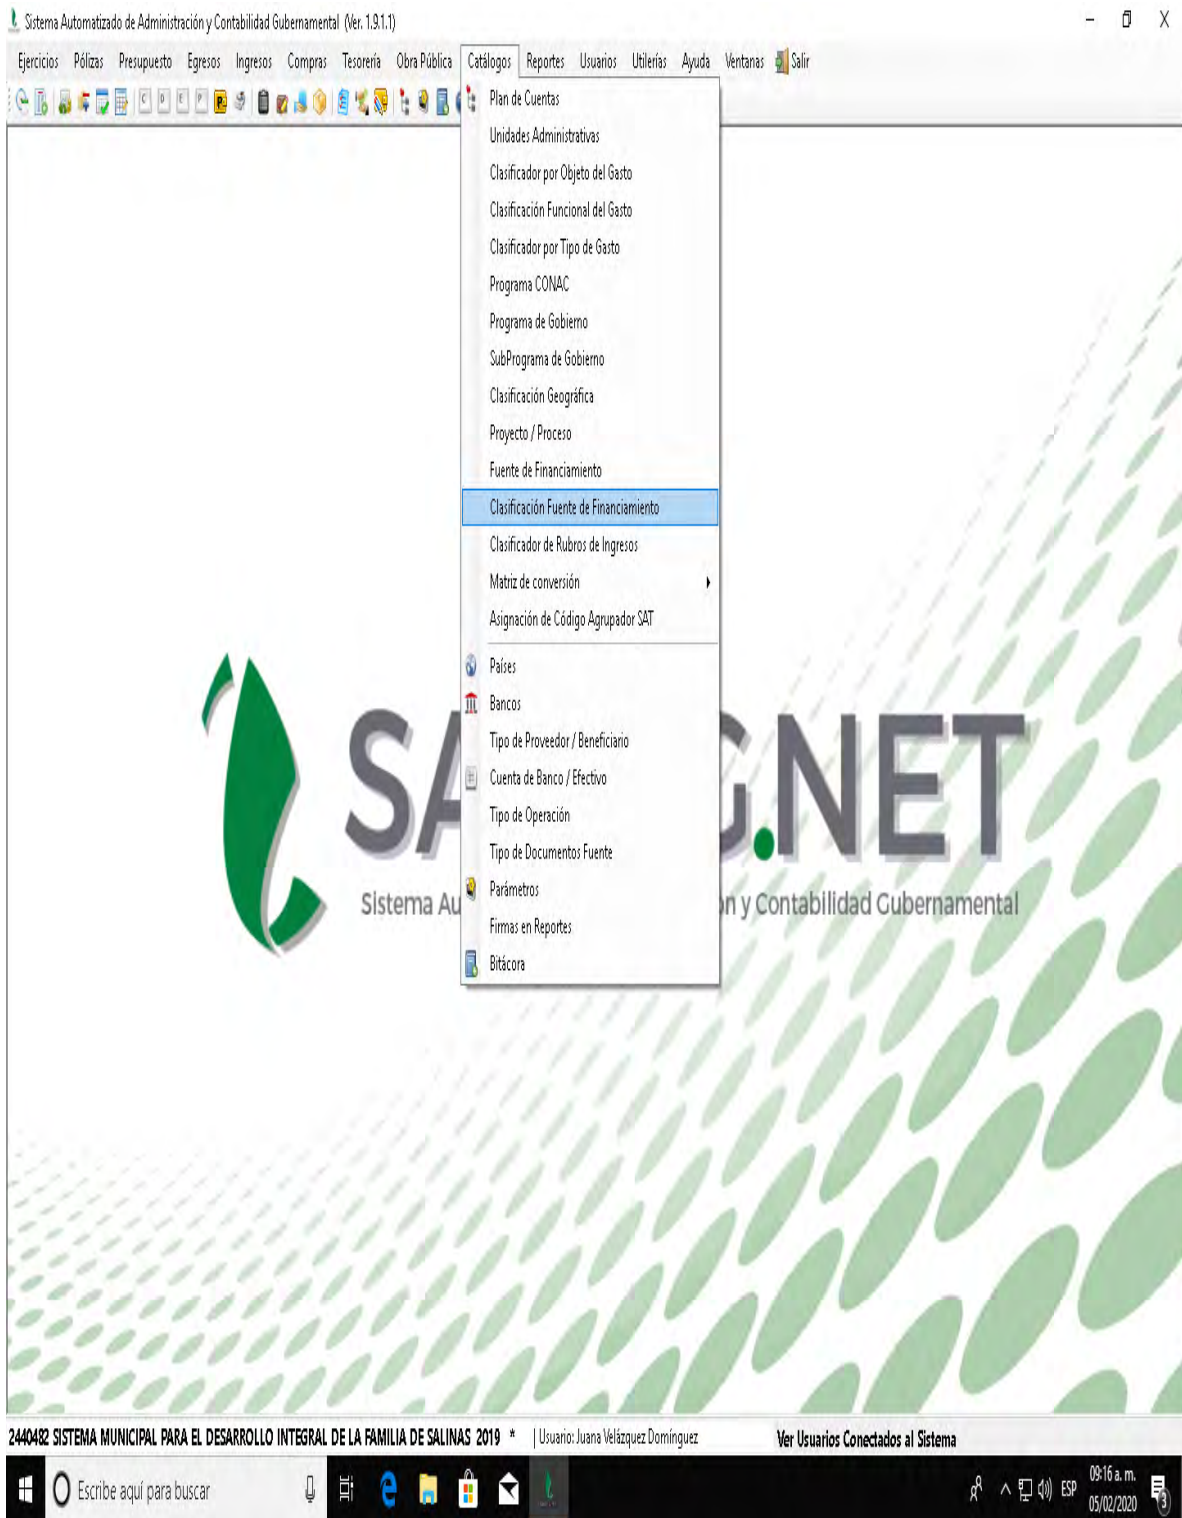 Sistema Automatizado de Administración y Contabilidad Gubernamental (Ver. 1.9.1.1)
Ejercicios Pólizas Presupuesto Egresos Ingresos Compras Tesorería Obra Pública Catálogos Reportes Usuarios Utilerías Ayuda Ventanas Salir
C D E P P
Plan de Cuentas
Unidades Administrativas
Clasificador por Objeto del Gasto
Clasificación Funcional del Gasto
Clasificador por Tipo de Gasto
Programa CONAC
Programa de Gobierno
SubPrograma de Gobierno
Clasificación Geográfica
Proyecto / Proceso
Fuente de Financiamiento
Clasificación Fuente de Financiamiento
Clasificador de Rubros de Ingresos
Matriz de conversión
Asignación de Código Agrupador SAT
Países
Bancos
Tipo de Proveedor / Beneficiario
Cuenta de Banco / Efectivo
Tipo de Operación
Tipo de Documentos Fuente
Parámetros
Firmas en Reportes
Bitácora
SA G.NET
Sistema Au n y Contabilidad Gubernamental
2440482 SISTEMA MUNICIPAL PARA EL DESARROLLO INTEGRAL DE LA FAMILIA DE SALINAS 2019 * | Usuario: Juana Velázquez Domínguez Ver Usuarios Conectados al Sistema
Escribe aquí para buscar
ESP
09:16 a. m.
05/02/2020
3